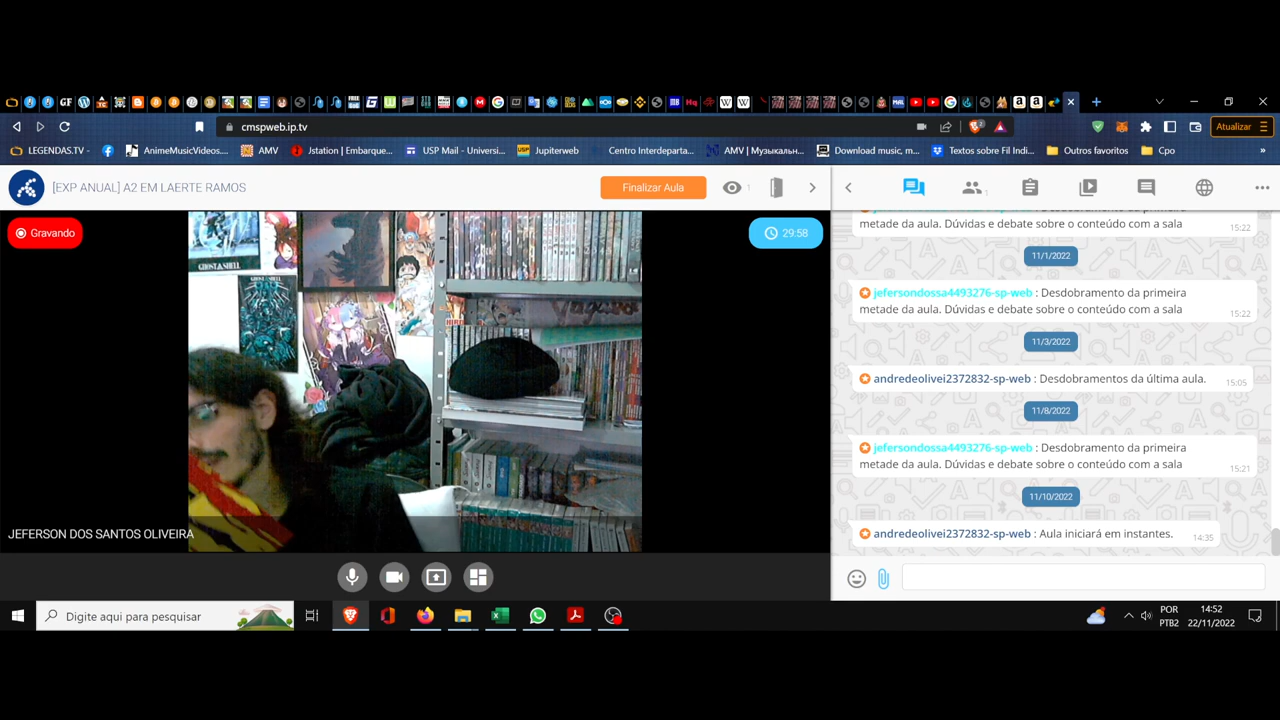 cmspweb.ip.tv
Atualizar
LEGENDAS.TV -
AnimeMusicVideos....
AMV
Jstation | Embarque...
USP Mail - Universi...
Jupiterweb
Centro Interdeparta...
AMV | Музыкальн...
Download music, m...
Textos sobre Fil Indi...
Outros favoritos
Cpo
[EXP ANUAL] A2 EM LAERTE RAMOS
Finalizar Aula
1
1
Gravando
29:58
GHOST IN THE SHELL
JEFERSON DOS SANTOS OLIVEIRA
metade da aula. Dúvidas e debate sobre o conteúdo com a sala
15:22
11/1/2022
jefersondossa4493276-sp-web : Desdobramento da primeira
metade da aula. Dúvidas e debate sobre o conteúdo com a sala
15:22
11/3/2022
andredeolivei2372832-sp-web : Desdobramentos da última aula.
15:05
11/8/2022
jefersondossa4493276-sp-web : Desdobramento da primeira
metade da aula. Dúvidas e debate sobre o conteúdo com a sala
15:21
11/10/2022
andredeolivei2372832-sp-web : Aula iniciará em instantes.
14:35
Digite aqui para pesquisar
POR
PTB2
14:52
22/11/2022